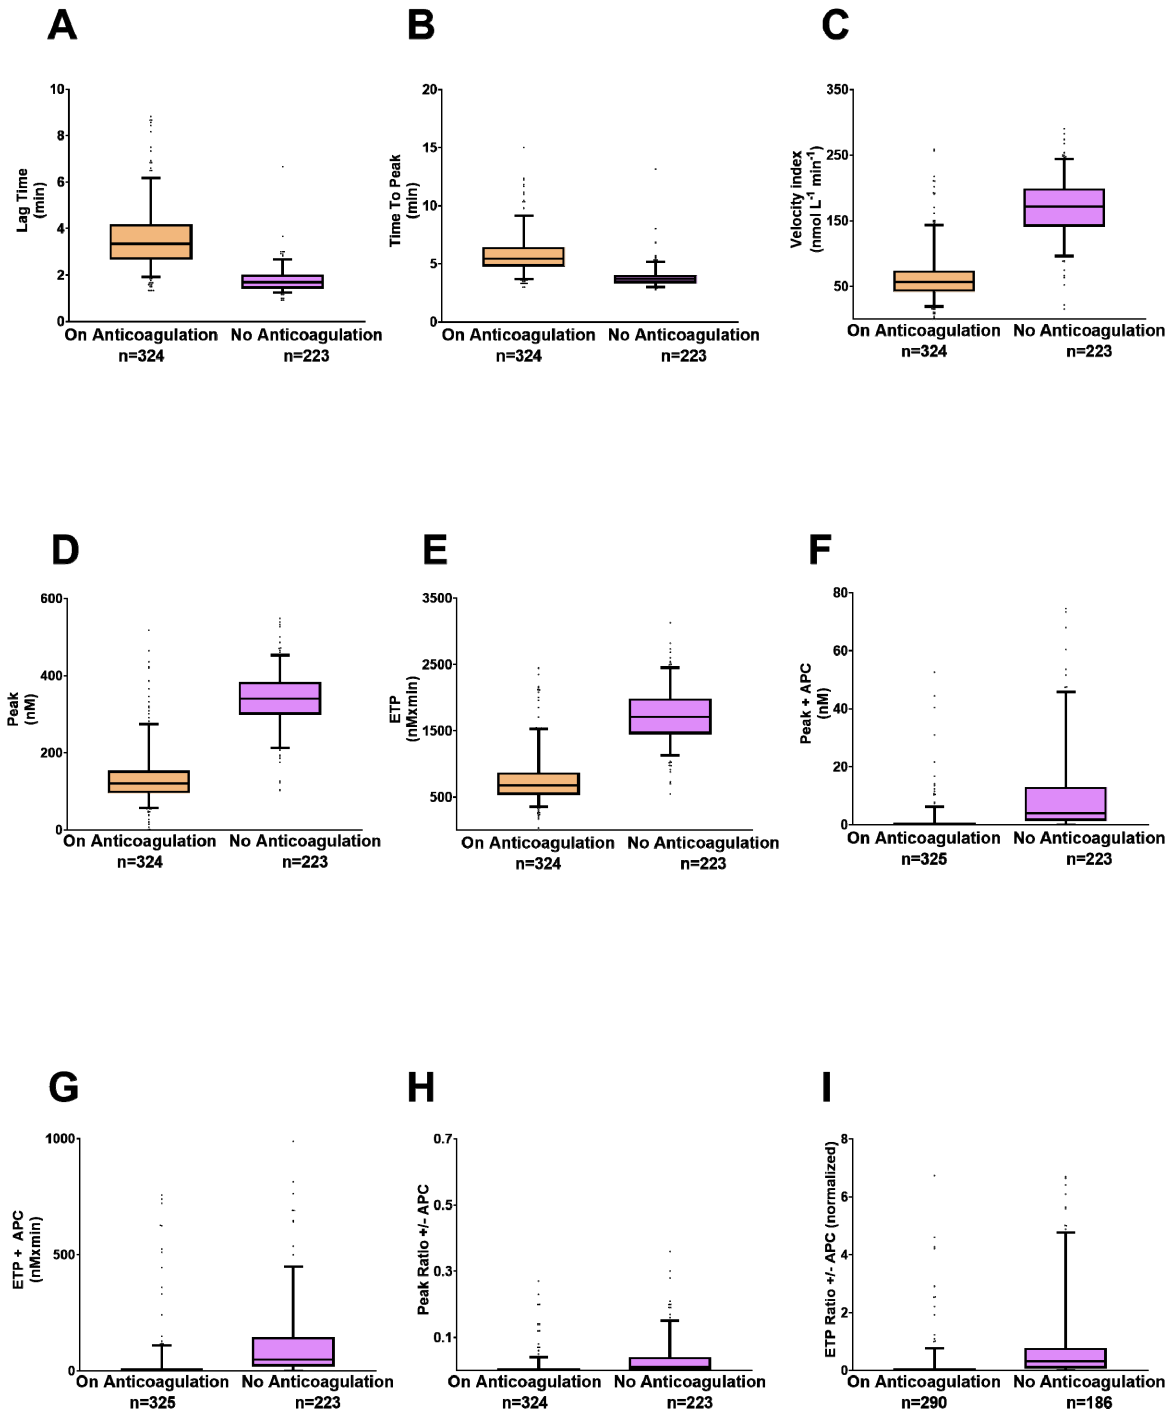 A
B
C
10
8
6
4
2
0
Lag Time
(min)
On Anticoagulation
n=324
No Anticoagulation
n=223
20
15
10
5
0
Time To Peak
(min)
On Anticoagulation
n=324
No Anticoagulation
n=223
350
250
150
50
Velocity index
(nmol L-1 min-1)
On Anticoagulation
n=324
No Anticoagulation
n=223
D
E
F
600
400
200
0
Peak
(nM)
On Anticoagulation
n=324
No Anticoagulation
n=223
3500
2500
1500
500
ETP
(nMxmin)
On Anticoagulation
n=324
No Anticoagulation
n=223
80
60
40
20
0
Peak + APC
(nM)
On Anticoagulation
n=325
No Anticoagulation
n=223
G
H
I
1000
500
0
ETP + APC
(nMxmin)
On Anticoagulation
n=325
No Anticoagulation
n=223
0.7
0.5
0.3
0.1
Peak Ratio +/- APC
On Anticoagulation
n=324
No Anticoagulation
n=223
8
6
4
2
0
ETP Ratio +/- APC (normalized)
On Anticoagulation
n=290
No Anticoagulation
n=186